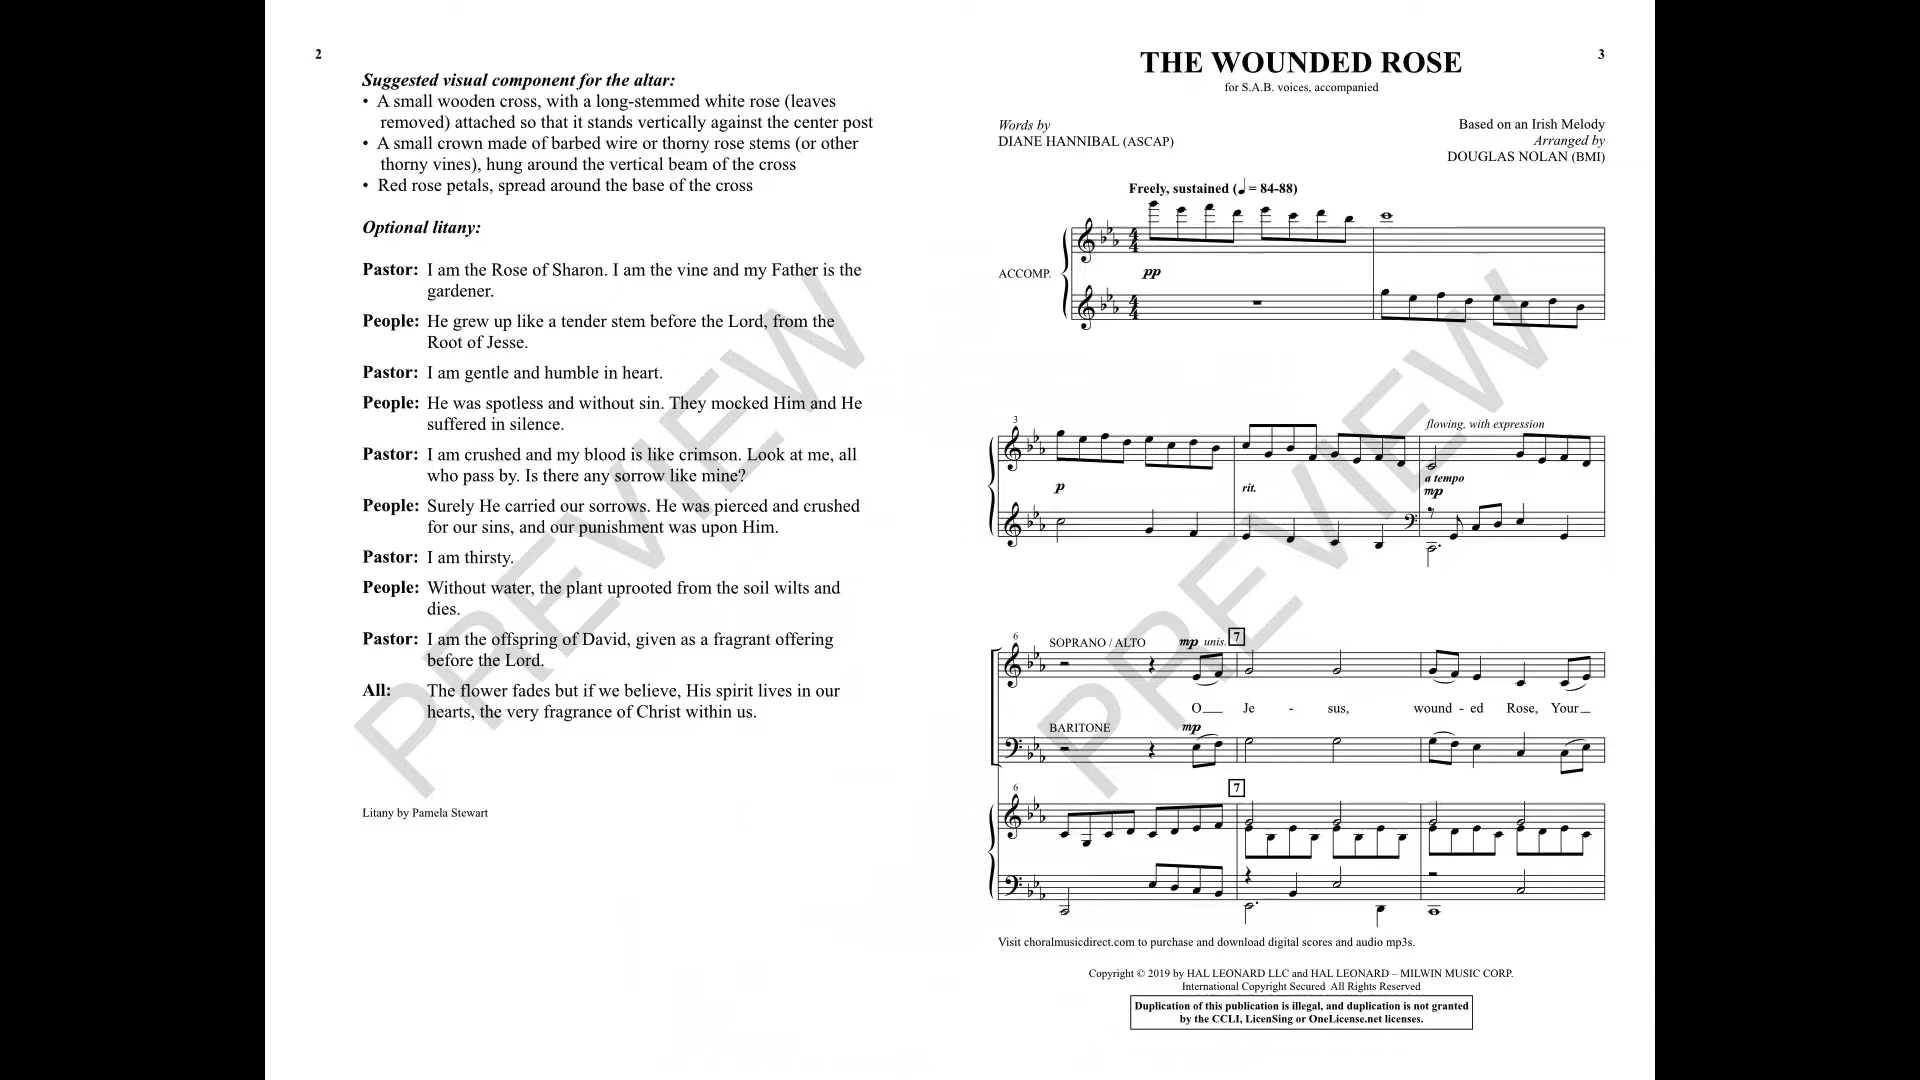 2
Suggested visual component for the altar:
• A small wooden cross, with a long-stemmed white rose (leaves
removed) attached so that it stands vertically against the center post
• A small crown made of barbed wire or thorny rose stems (or other
thorny vines), hung around the vertical beam of the cross
• Red rose petals, spread around the base of the cross
Optional litany:
Pastor: I am the Rose of Sharon. I am the vine and my Father is the
gardener.
People: He grew up like a tender stem before the Lord, from the
Root of Jesse.
Pastor: I am gentle and humble in heart.
People: He was spotless and without sin. They mocked Him and He
suffered in silence.
Pastor: I am crushed and my blood is like crimson. Look at me, all
who pass by. Is there any sorrow like mine?
People: Surely He carried our sorrows. He was pierced and crushed
for our sins, and our punishment was upon Him.
Pastor: I am thirsty.
People: Without water, the plant uprooted from the soil wilts and
dies.
Pastor: I am the offspring of David, given as a fragrant offering
before the Lord.
All: The flower fades but if we believe, His spirit lives in our
hearts, the very fragrance of Christ within us.
Litany by Pamela Stewart
PREVIEW
3
THE WOUNDED ROSE
for S.A.B. voices, accompanied
Words by
DIANE HANNIBAL (ASCAP)
Based on an Irish Melody
Arranged by
DOUGLAS NOLAN (BMI)
Freely, sustained (♩ = 84-88)
ACCOMP.
pp
3
flowing, with expression
p
rit.
a tempo
mp
6
SOPRANO / ALTO
mp unis.
7
O Je - sus, wound - ed Rose, Your
BARITONE
mp
6
7
PREVIEW
Visit choralmusicdirect.com to purchase and download digital scores and audio mp3s.
Copyright © 2019 by HAL LEONARD LLC and HAL LEONARD – MILWIN MUSIC CORP.
International Copyright Secured All Rights Reserved
Duplication of this publication is illegal, and duplication is not granted
by the CCLI, LicenSing or OneLicense.net licenses.